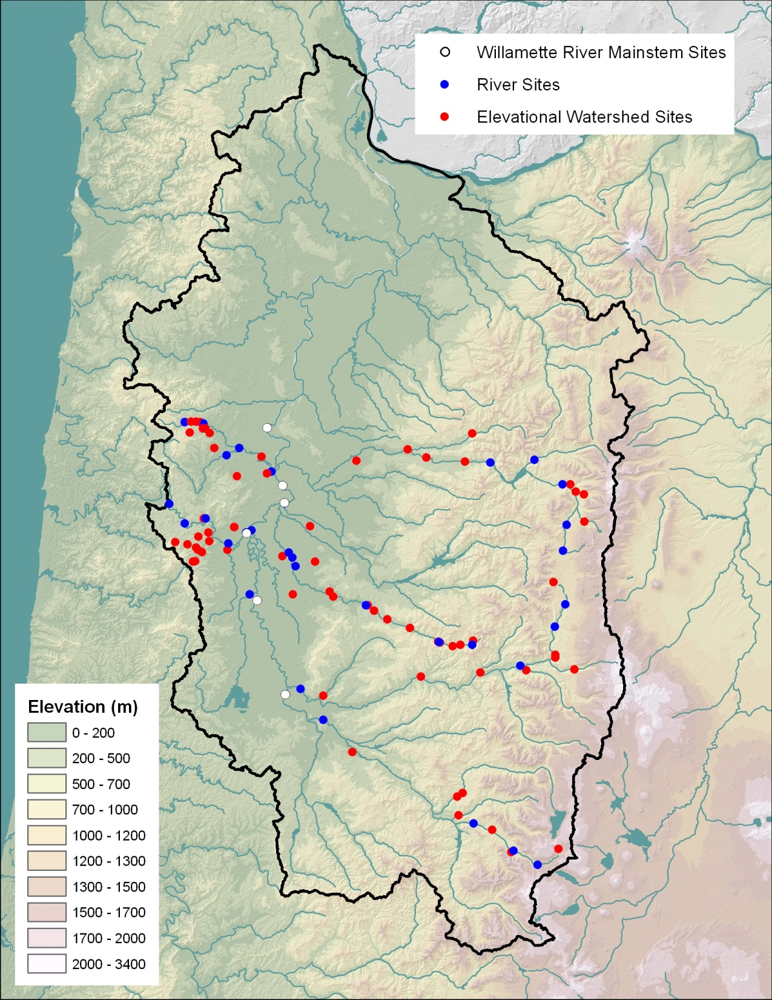 Willamette River Mainstem Sites
River Sites
Elevational Watershed Sites
Elevation (m)
0 - 200
200 - 500
500 - 700
700 - 1000
1000 - 1200
1200 - 1300
1300 - 1500
1500 - 1700
1700 - 2000
2000 - 3400